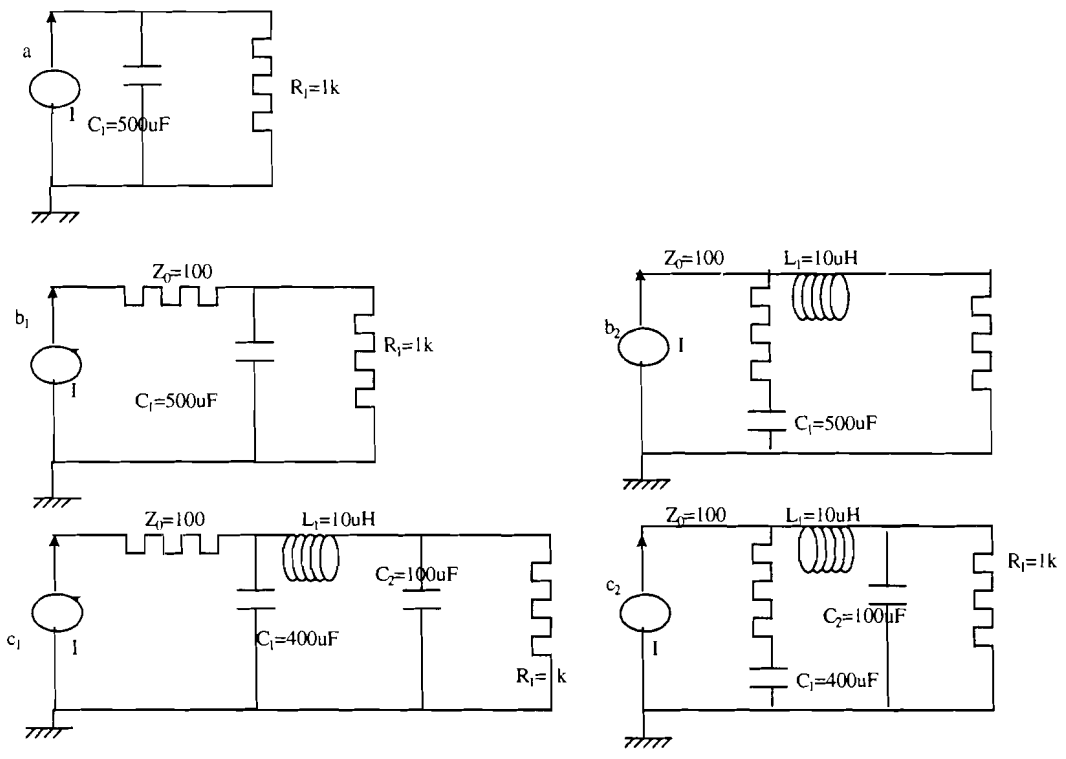 a
R₁=1k
I
C₁=500uF
Z₀=100
b₁
R₁=1k
I
C₁=500uF
Z₀=100 L₁=10uH
b₂
I
C₁=500uF
Z₀=100 L₁=10uH
C₂=100uF
c₁
I
C₁=400uF
R₁= k
Z₀=100 L₁=10uH
R₁=1k
c₂
C₂=100uF
I
C₁=400uF